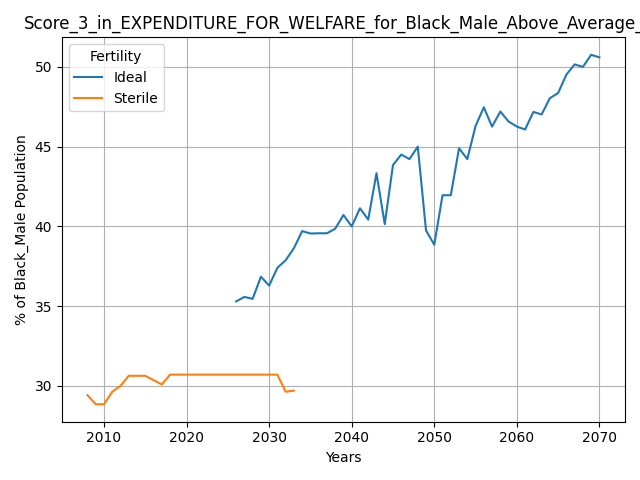 Score_3_in_EXPENDITURE_FOR_WELFARE_for_Black_Male_Above_Average_
Fertility
Ideal
Sterile
% of Black_Male Population
50
45
40
35
30
2010 2020 2030 2040 2050 2060 2070
Years